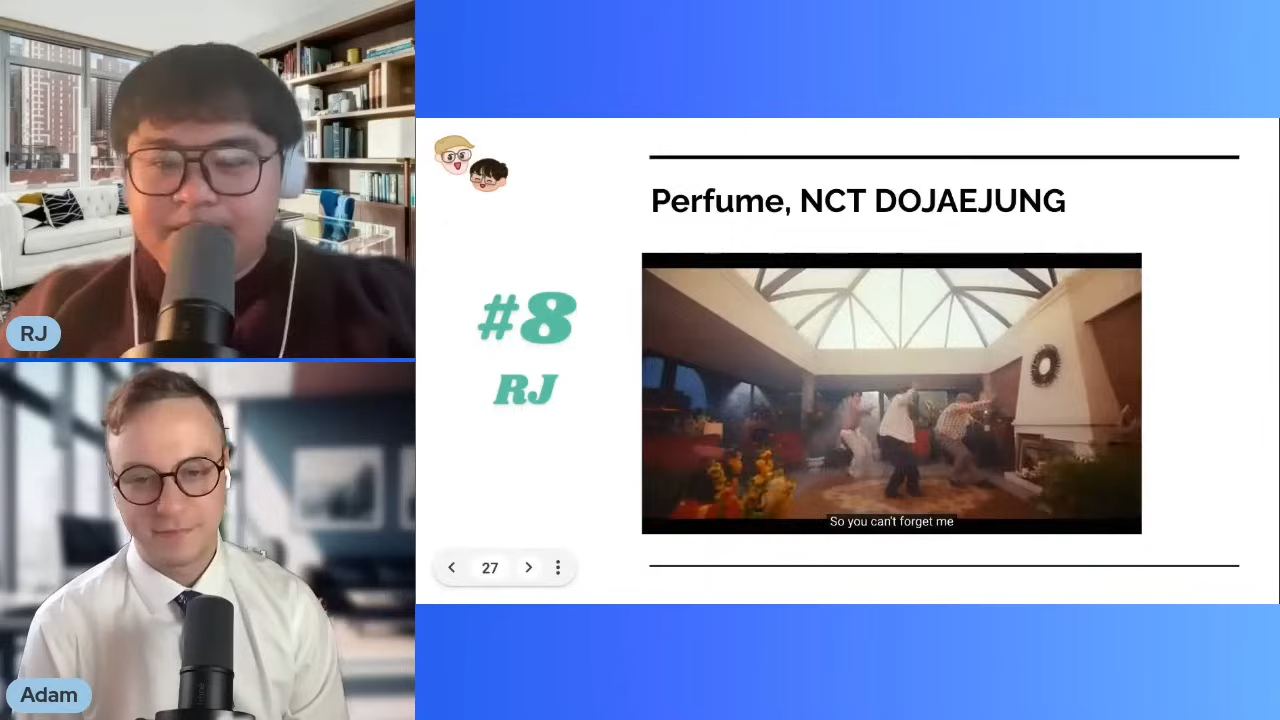 RJ
Adam
Perfume, NCT DOJAEJUNG
#8
RJ
So you can't forget me
27